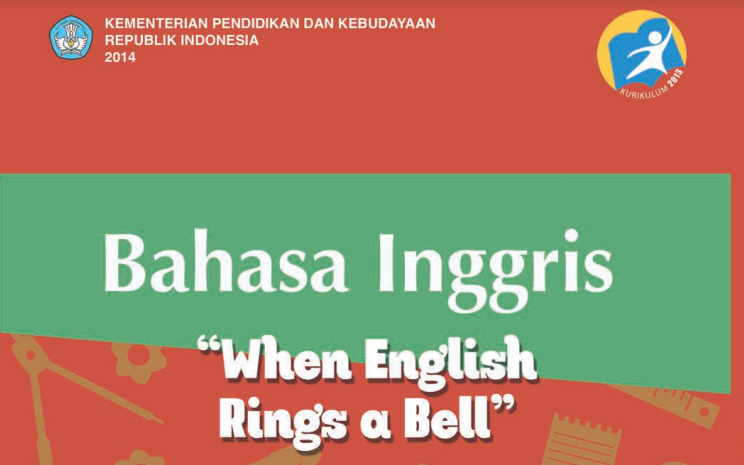 KEMENTERIAN PENDIDIKAN DAN KEBUDAYAAN
REPUBLIK INDONESIA
2014
KURIKULUM 2013
Bahasa Inggris
“When English
Rings a Bell”